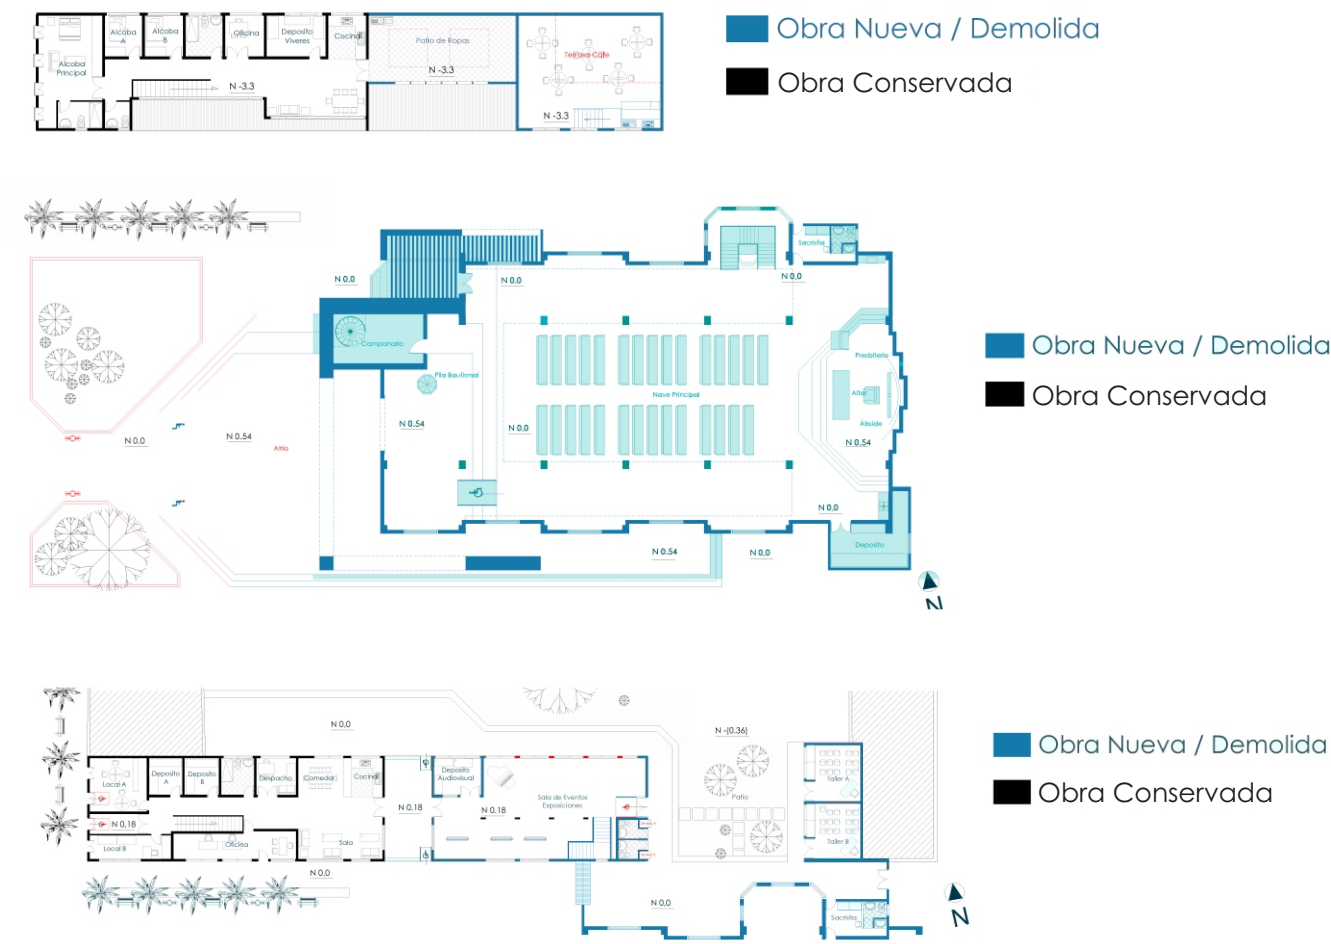 Obra Nueva / Demolida
Obra Conservada
Alcoba
A
Alcoba
B
Oficina
Deposito
Viveres
Cocina
Patio de Ropas
Terraza Café
Alcoba
Principal
N -3.3
N -3.3
N -3.3
Sacristia
N 0.0
N 0.0
N 0.0
Campanario
Presbiterio
Pila Bautismal
Nave Principal
Altar
N 0.54
N 0.0
Ábside
N 0.0
N 0.54
N 0.54
Atrio
N 0.0
N 0.54
N 0.0
Deposito
N
Obra Nueva / Demolida
Obra Conservada
N 0.0
N -(0.36)
Local A
Deposito
A
Deposito
B
Despacho
Comedor
Cocina
Deposito
Audiovisual
Sala de Eventos
Exposiciones
Taller A
Patio
N 0.18
N 0.18
N 0.18
Local B
Oficina
Sala
Taller B
N 0.0
N 0.0
Sacristia
N
Obra Nueva / Demolida
Obra Conservada